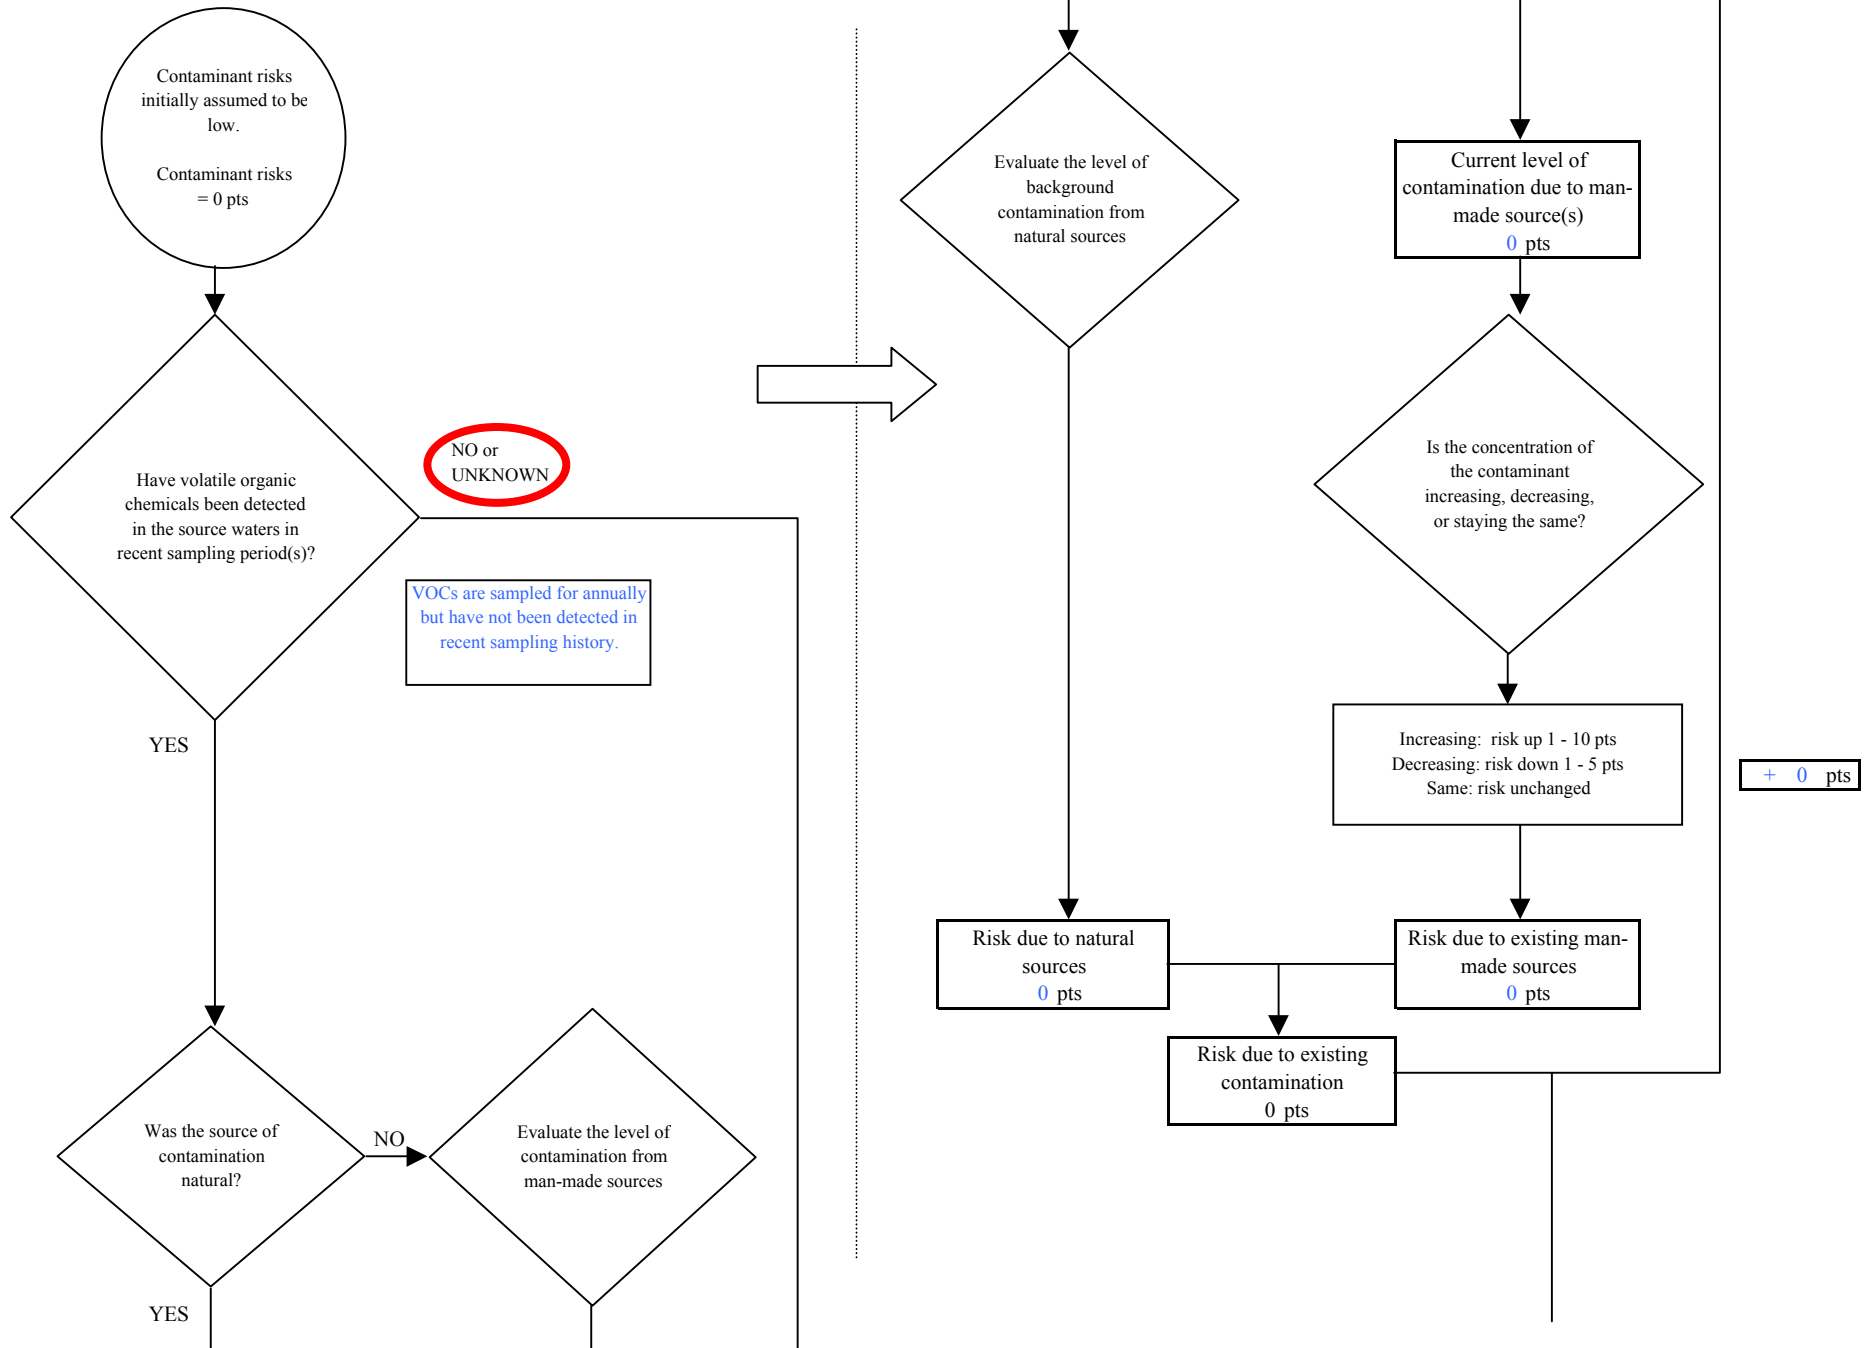 Contaminant risks
initially assumed to be
low.
Contaminant risks
= 0 pts
Have volatile organic
chemicals been detected
in the source waters in
recent sampling period(s)?
NO or
UNKNOWN
VOCs are sampled for annually
but have not been detected in
recent sampling history.
YES
Was the source of
contamination
natural?
NO
Evaluate the level of
contamination from
man-made sources
YES
Evaluate the level of
background
contamination from
natural sources
Current level of
contamination due to man-
made source(s)
0 pts
Is the concentration of
the contaminant
increasing, decreasing,
or staying the same?
Increasing: risk up 1 - 10 pts
Decreasing: risk down 1 - 5 pts
Same: risk unchanged
+ 0 pts
Risk due to natural
sources
0 pts
Risk due to existing man-
made sources
0 pts
Risk due to existing
contamination
0 pts